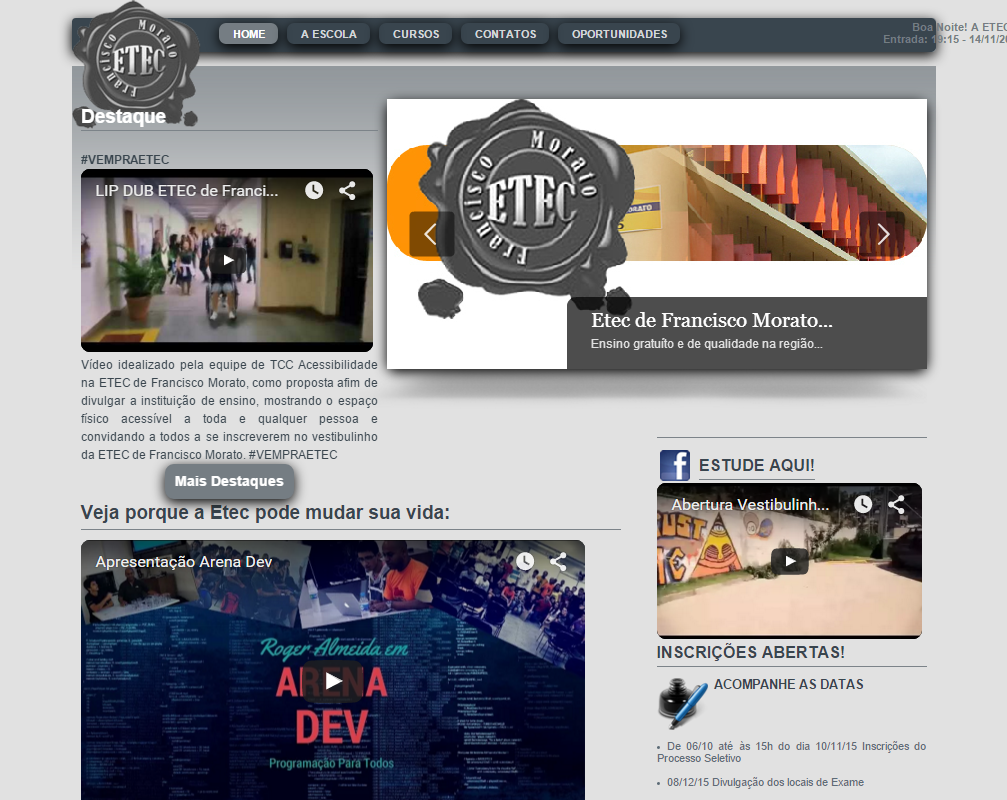 Francisco Morato
ETEC
HOME
A ESCOLA
CURSOS
CONTATOS
OPORTUNIDADES
Boa Noite! A ETEC
Entrada: 19:15 - 14/11/20
Destaque
#VEMPRAETEC
LIP DUB ETEC de Franci...
Vídeo idealizado pela equipe de TCC Acessibilidade
na ETEC de Francisco Morato, como proposta afim de
divulgar a instituição de ensino, mostrando o espaço
físico acessível a toda e qualquer pessoa e
convidando a todos a se inscreverem no vestibulinho
da ETEC de Francisco Morato. #VEMPRAETEC
Mais Destaques
Francisco Morato
ETEC
MORATO
Etec de Francisco Morato...
Ensino gratuíto e de qualidade na região...
Veja porque a Etec pode mudar sua vida:
Apresentação Arena Dev
Roger Almeida em
ARENA
DEV
Programação Para Todos
f ESTUDE AQUI!
Abertura Vestibulinh...
INSCRIÇÕES ABERTAS!
ACOMPANHE AS DATAS
• De 06/10 até às 15h do dia 10/11/15 Inscrições do
Processo Seletivo
• 08/12/15 Divulgação dos locais de Exame